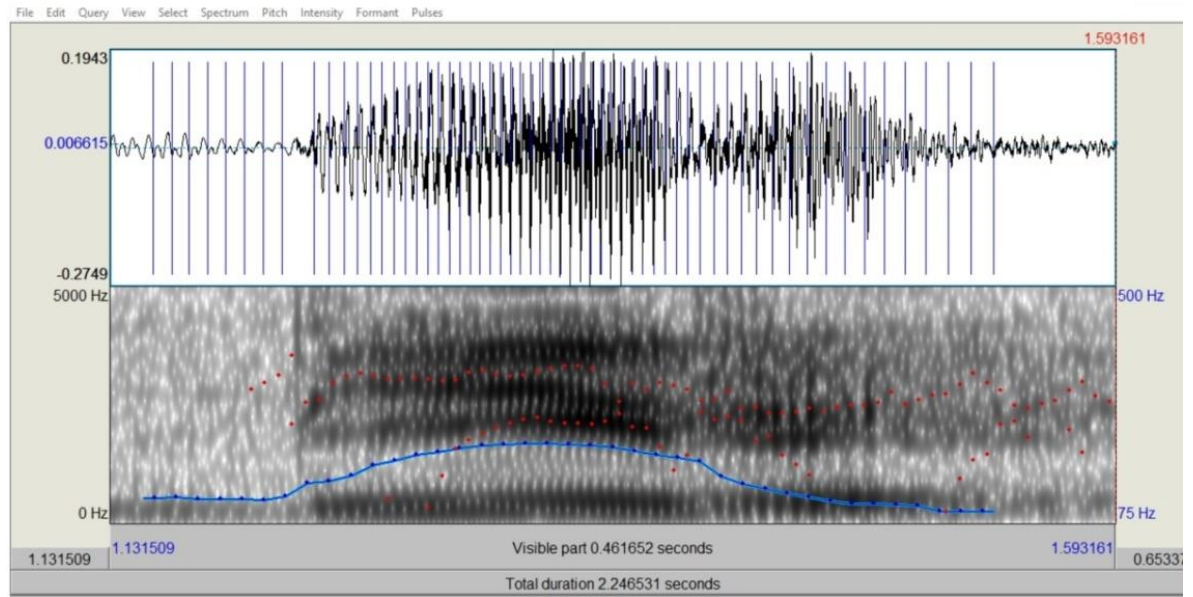 File Edit Query View Select Spectrum Pitch Intensity Formant Pulses
1.593161
0.1943
0.006615
-0.2749
5000 Hz
500 Hz
0 Hz
75 Hz
1.131509
Visible part 0.461652 seconds
1.593161
1.131509
0.65337
Total duration 2.246531 seconds